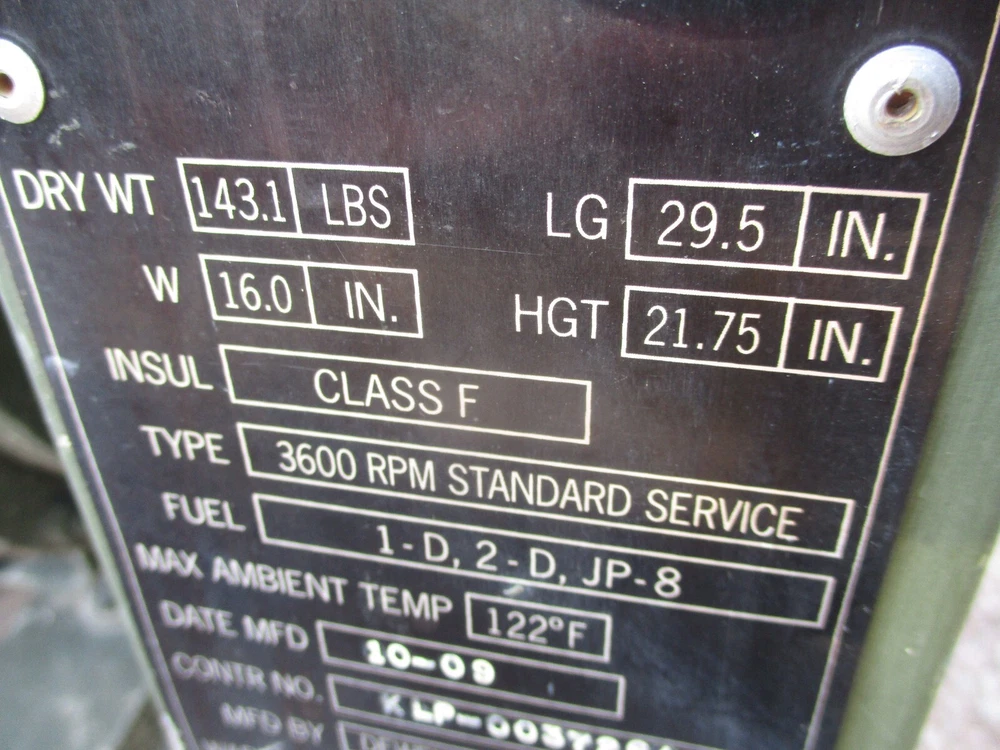 DRY WT 143.1 LBS LG 29.5 IN.
W 16.0 IN. HGT 21.75 IN.
INSUL CLASS F
TYPE 3600 RPM STANDARD SERVICE
FUEL 1-D, 2-D, JP-8
MAX AMBIENT TEMP 122°F
DATE MFD 10-09
CONTR NO.
MFD BY